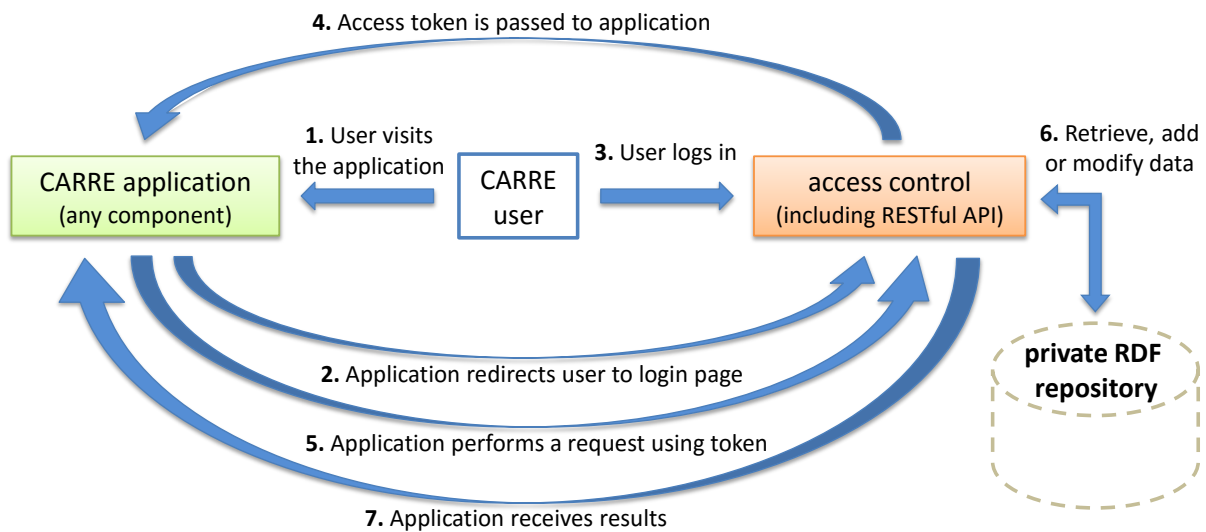 4. Access token is passed to application
1. User visits
the application
3. User logs in
6. Retrieve, add
or modify data
CARRE application
(any component)
CARRE
user
access control
(including RESTful API)
2. Application redirects user to login page
private RDF
repository
5. Application performs a request using token
7. Application receives results